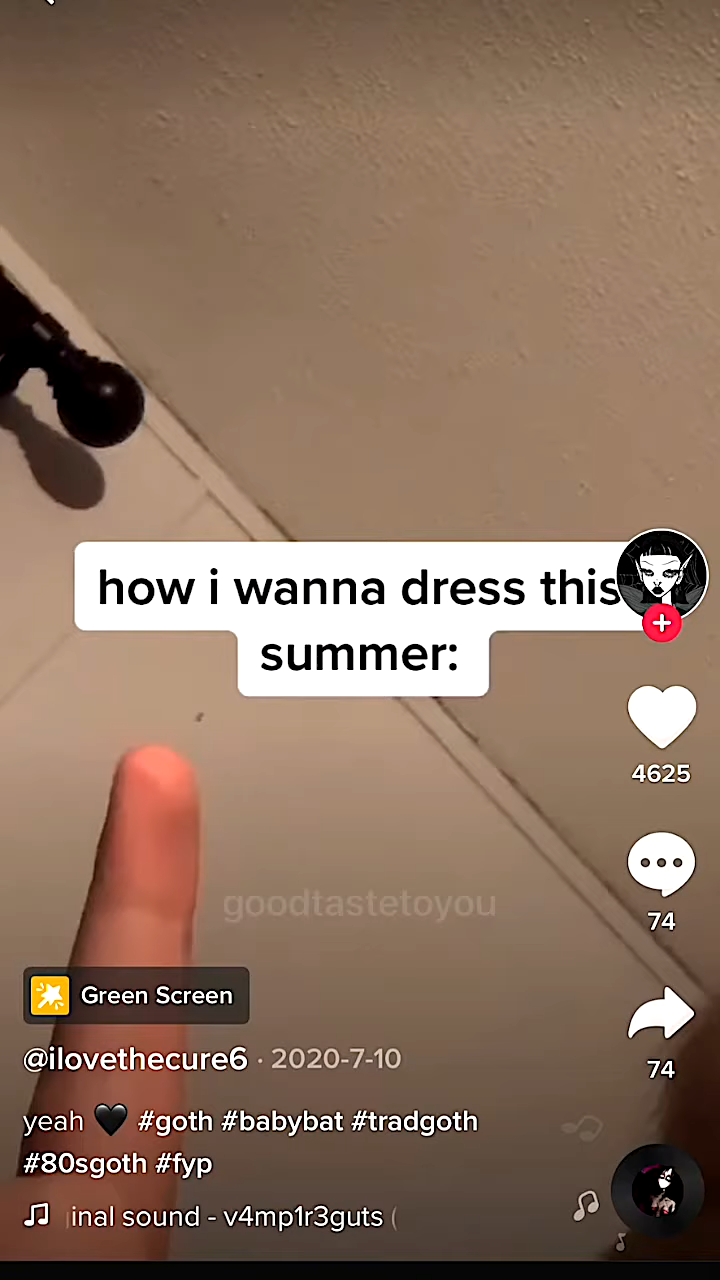 how i wanna dress this
summer:
4625
74
goodtastetoyou
Green Screen
74
@ilovethecure6 · 2020-7-10
yeah 🖤 #goth #babybat #tradgoth
#80sgoth #fyp
inal sound - v4mp1r3guts (